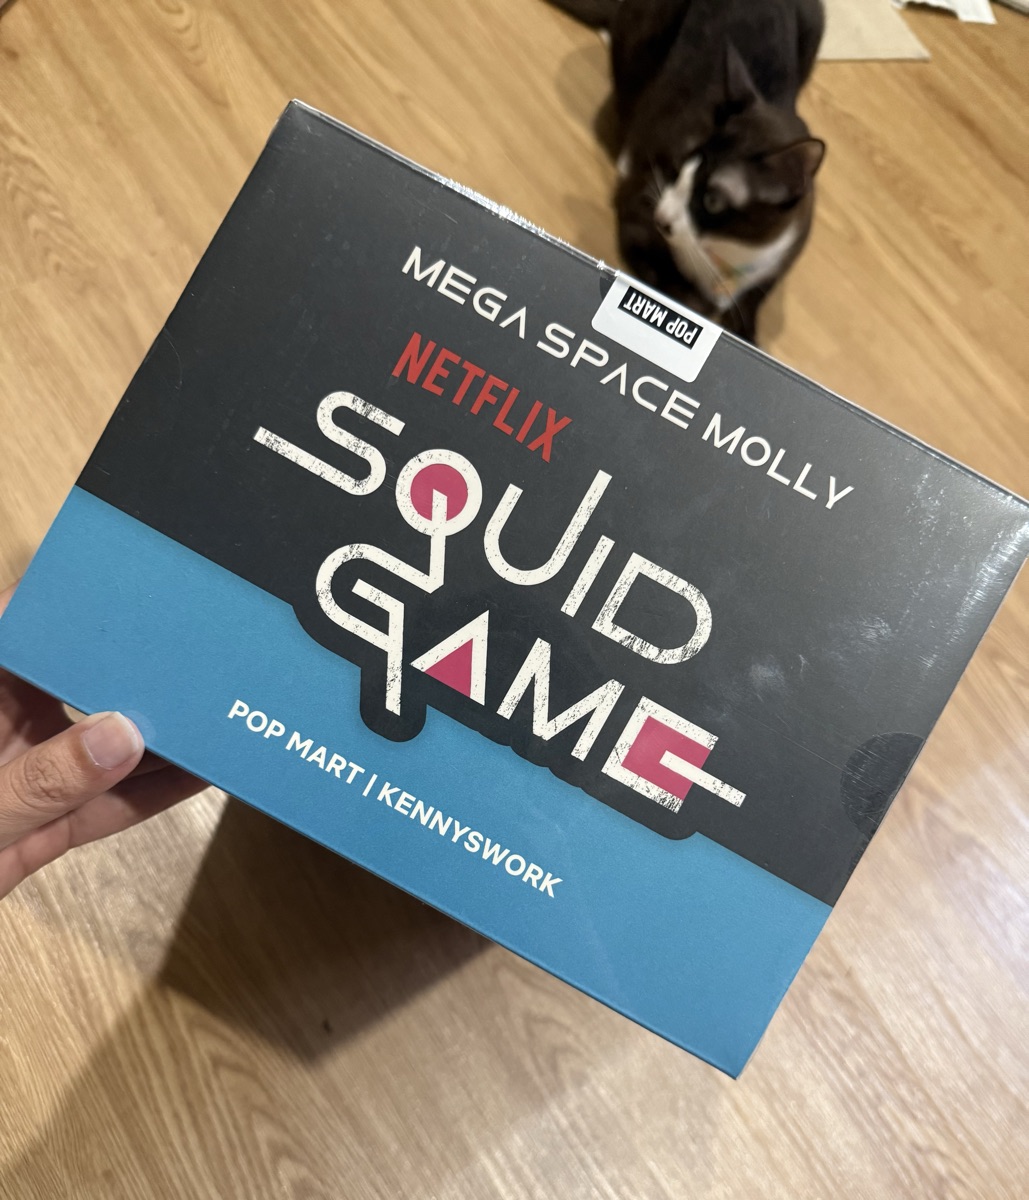 MEGA SPACE MOLLY
POP MART
NETFLIX
SQUID
GAME
POP MART | KENNYSWORK